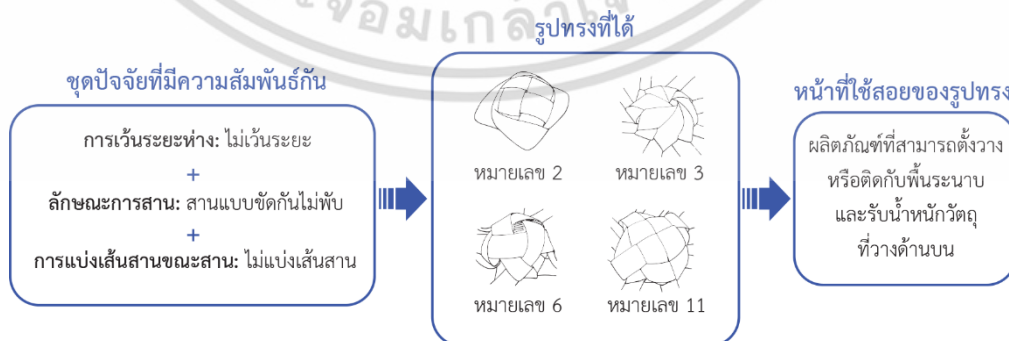 ชุดปัจจัยที่มีความสัมพันธ์กัน
การเว้นระยะห่าง: ไม่เว้นระยะ
+
ลักษณะการสาน: สานแบบขัดกันไม่พับ
+
การแบ่งเส้นสานขณะสาน: ไม่แบ่งเส้นสาน
รูปทรงที่ได้
หมายเลข 2
หมายเลข 3
หมายเลข 6
หมายเลข 11
หน้าที่ใช้สอยของรูปทรง
ผลิตภัณฑ์ที่สามารถตั้งวาง
หรือติดกับพื้นระนาบ
และรับน้ำหนักวัตถุ
ที่วางด้านบน